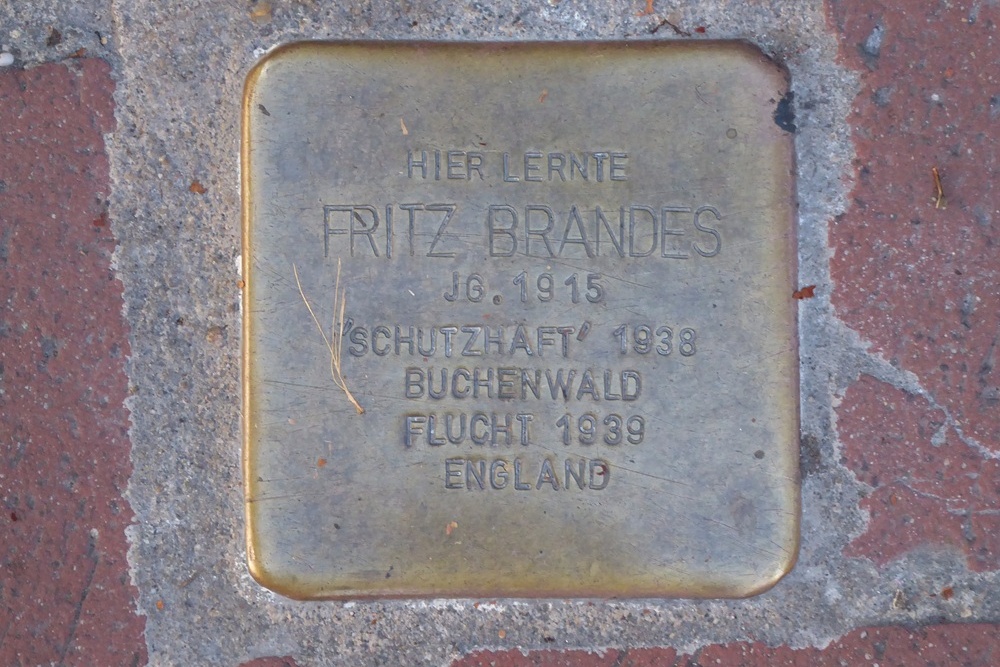 HIER LERNTE
FRITZ BRANDES
JG. 1915
'SCHUTZHAFT' 1938
BUCHENWALD
FLUCHT 1939
ENGLAND